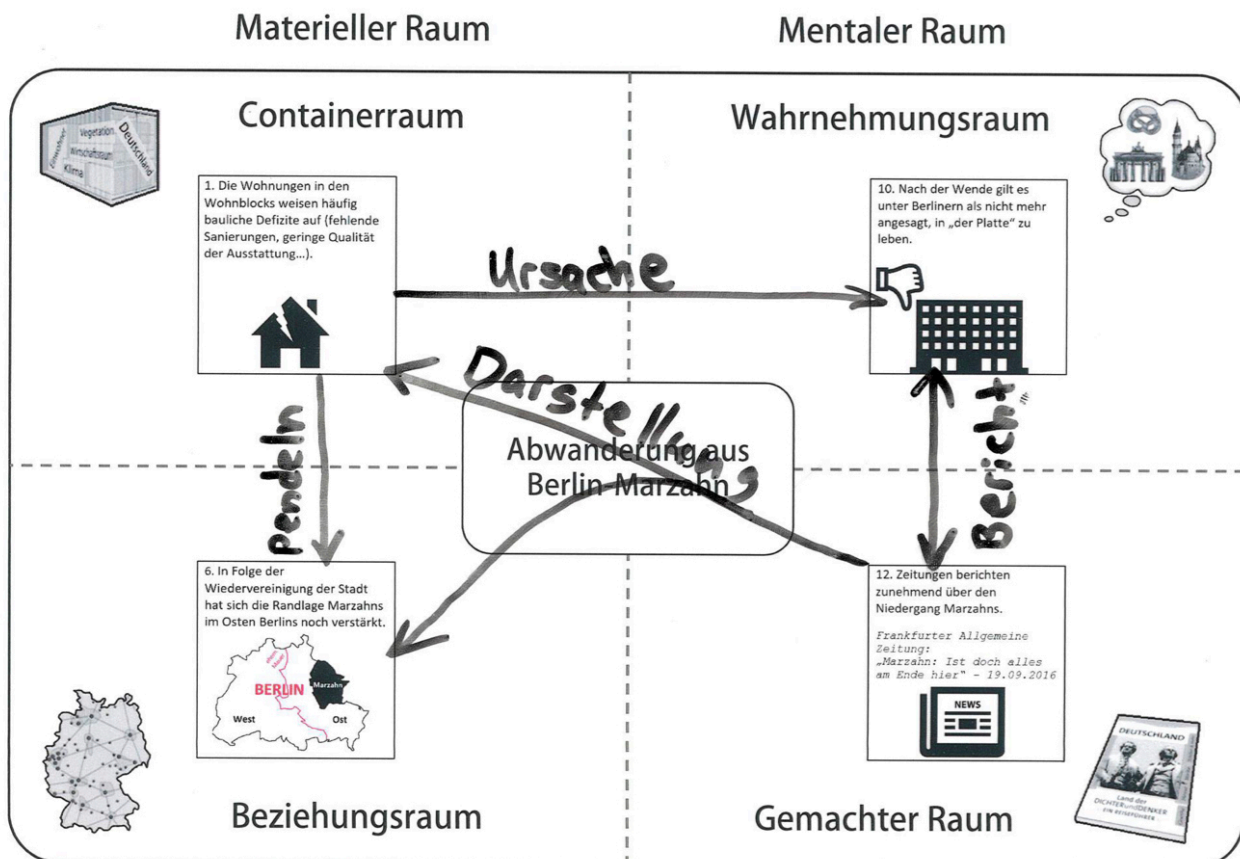 Materieller Raum
Mentaler Raum
Containerraum
Wahrnehmungsraum
Vegetation
Deutschland
Wirtschaftsraum
Klima
1. Die Wohnungen in den
Wohnblocks weisen häufig
bauliche Defizite auf (fehlende
Sanierungen, geringe Qualität
der Ausstattung...).
10. Nach der Wende gilt es
unter Berlinern als nicht mehr
angesagt, in „der Platte“ zu
leben.
Ursache
Darstellung
Pendeln
Bericht
Abwanderung aus
Berlin-Marzahn
6. In Folge der
Wiedervereinigung der Stadt
hat sich die Randlage Marzahns
im Osten Berlins noch verstärkt.
BERLIN
Marzahn
West
Ost
12. Zeitungen berichten
zunehmend über den
Niedergang Marzahns.
Frankfurter Allgemeine
Zeitung:
„Marzahn: Ist doch alles
am Ende hier“ - 19.09.2016
NEWS
DEUTSCHLAND
Land der
DICHTERundDENKER
EIN REISEFÜHRER
Beziehungsraum
Gemachter Raum